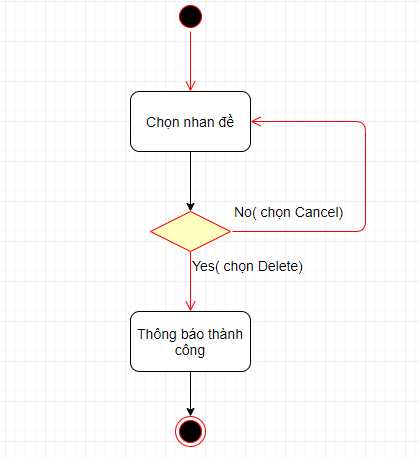 Chọn nhan đề
No( chọn Cancel)
Yes( chọn Delete)
Thông báo thành
công